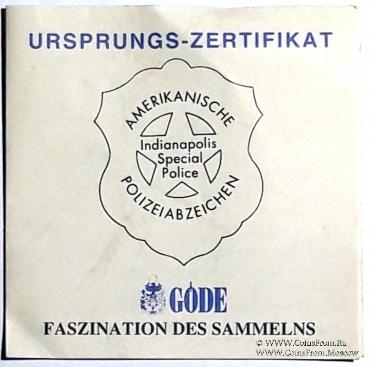 URSPRUNGS-ZERTIFIKAT
AMERIKANISCHE
Indianapolis
Special
Police
POLIZEIABZEICHEN
GÖDE
FASZINATION DES SAMMELNS
© www.CoinsFrom.Ru
© www.CoinsFrom.Moscow